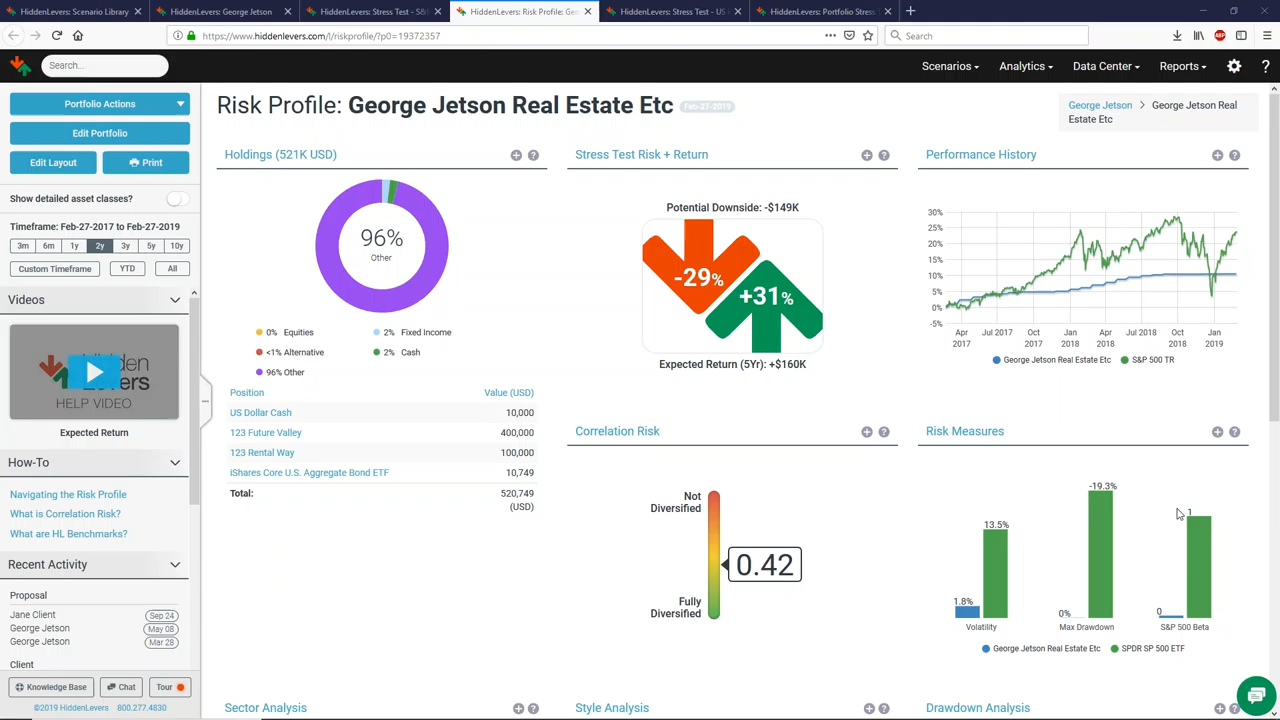 HiddenLevers: Scenario Library
HiddenLevers: George Jetson
HiddenLevers: Stress Test - S&
HiddenLevers: Risk Profile: Geo
HiddenLevers: Stress Test - US
HiddenLevers: Portfolio Stress
https://www.hiddenlevers.com/l/riskprofile/?p0=19372357
Search
ABP
Search...
Scenarios
Analytics
Data Center
Reports
?
Portfolio Actions
Edit Portfolio
Edit Layout
Print
Show detailed asset classes?
Timeframe: Feb-27-2017 to Feb-27-2019
3m 6m 1y 2y 3y 5y 10y
Custom Timeframe YTD All
Videos
Hidden
Levers
HELP VIDEO
Expected Return
How-To
Navigating the Risk Profile
What is Correlation Risk?
What are HL Benchmarks?
Recent Activity
Proposal
Jane Client Sep 24
George Jetson May 08
George Jetson Mar 28
Client
Knowledge Base Chat Tour
©2019 HiddenLevers 800.277.4830
Risk Profile: George Jetson Real Estate Etc Feb-27-2019
George Jetson > George Jetson Real
Estate Etc
Holdings (521K USD)
96%
Other
0% Equities
2% Fixed Income
<1% Alternative
2% Cash
96% Other
Position Value (USD)
US Dollar Cash 10,000
123 Future Valley 400,000
123 Rental Way 100,000
iShares Core U.S. Aggregate Bond ETF 10,749
Total: 520,749
(USD)
Stress Test Risk + Return
Potential Downside: -$149K
-29%
+31%
Expected Return (5Yr): +$160K
Performance History
30%
25%
20%
15%
10%
5%
0%
-5%
Apr 2017
Jul 2017
Oct 2017
Jan 2018
Apr 2018
Jul 2018
Oct 2018
Jan 2019
George Jetson Real Estate Etc
S&P 500 TR
Correlation Risk
Not
Diversified
0.42
Fully
Diversified
Risk Measures
-19.3%
13.5%
1
1.8%
0%
0
Volatility
Max Drawdown
S&P 500 Beta
George Jetson Real Estate Etc
SPDR SP 500 ETF
Sector Analysis
Style Analysis
Drawdown Analysis